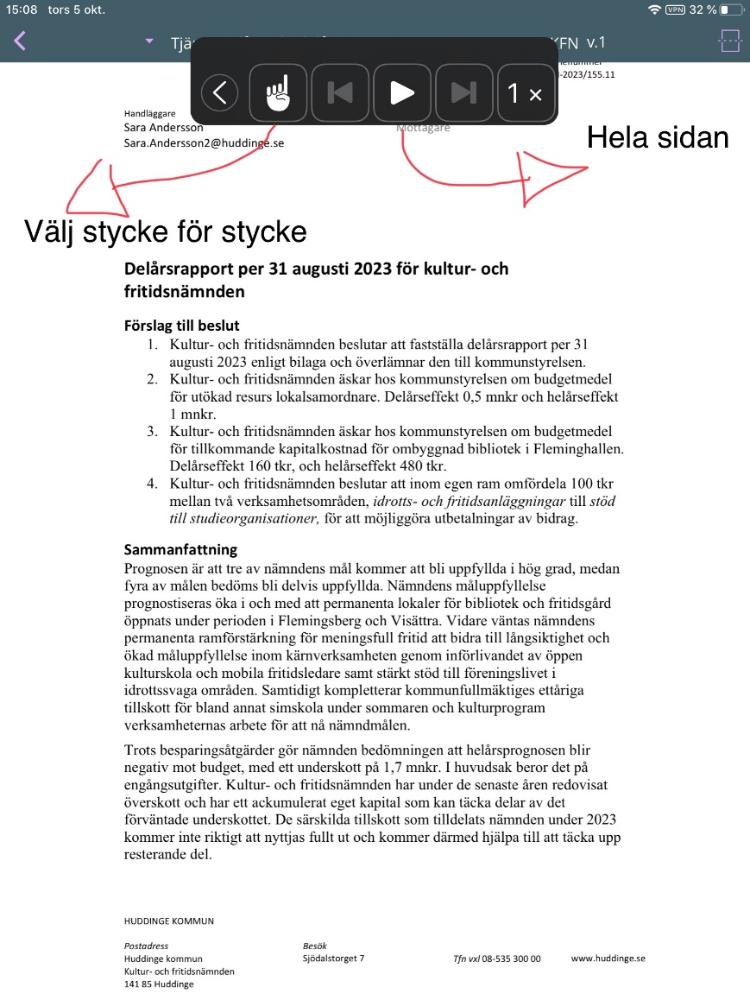 15:08 tors 5 okt.
VPN 32 %
KFN v.1
-2023/155.11
1 ×
Handläggare
Sara Andersson
Sara.Andersson2@huddinge.se
Mottagare
Hela sidan
Välj stycke för stycke
Delårsrapport per 31 augusti 2023 för kultur- och
fritidsnämnden
Förslag till beslut
1. Kultur- och fritidsnämnden beslutar att fastställa delårsrapport per 31
augusti 2023 enligt bilaga och överlämnar den till kommunstyrelsen.
2. Kultur- och fritidsnämnden äskar hos kommunstyrelsen om budgetmedel
för utökad resurs lokalsamordnare. Delårseffekt 0,5 mnkr och helårseffekt
1 mnkr.
3. Kultur- och fritidsnämnden äskar hos kommunstyrelsen om budgetmedel
för tillkommande kapitalkostnad för ombyggnad bibliotek i Fleminghallen.
Delårseffekt 160 tkr, och helårseffekt 480 tkr.
4. Kultur- och fritidsnämnden beslutar att inom egen ram omfördela 100 tkr
mellan två verksamhetsområden, idrotts- och fritidsanläggningar till stöd
till studieorganisationer, för att möjliggöra utbetalningar av bidrag.
Sammanfattning
Prognosen är att tre av nämndens mål kommer att bli uppfyllda i hög grad, medan
fyra av målen bedöms bli delvis uppfyllda. Nämndens måluppfyllelse
prognostiseras öka i och med att permanenta lokaler för bibliotek och fritidsgård
öppnats under perioden i Flemingsberg och Visättra. Vidare väntas nämndens
permanenta ramförstärkning för meningsfull fritid att bidra till långsiktighet och
ökad måluppfyllelse inom kärnverksamheten genom införlivandet av öppen
kulturskola och mobila fritidsledare samt stärkt stöd till föreningslivet i
idrottssvaga områden. Samtidigt kompletterar kommunfullmäktiges ettåriga
tillskott för bland annat simskola under sommaren och kulturprogram
verksamheternas arbete för att nå nämndmålen.
Trots besparingsåtgärder gör nämnden bedömningen att helårsprognosen blir
negativ mot budget, med ett underskott på 1,7 mnkr. I huvudsak beror det på
engångsutgifter. Kultur- och fritidsnämnden har under de senaste åren redovisat
överskott och har ett ackumulerat eget kapital som kan täcka delar av det
förväntade underskottet. De särskilda tillskott som tilldelats nämnden under 2023
kommer inte riktigt att nyttjas fullt ut och kommer därmed hjälpa till att täcka upp
resterande del.
HUDDINGE KOMMUN
Postadress
Huddinge kommun
Kultur- och fritidsnämnden
141 85 Huddinge
Besök
Sjödalstorget 7
Tfn vxl 08-535 300 00
www.huddinge.se